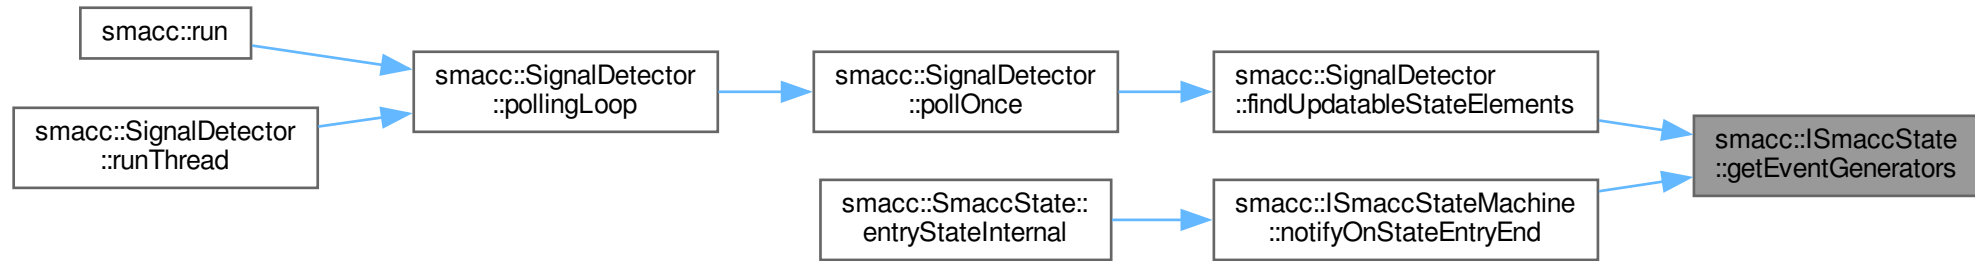 smacc::run
smacc::SignalDetector
::runThread
smacc::SignalDetector
::pollingLoop
smacc::SignalDetector
::pollOnce
smacc::SmaccState::
entryStateInternal
smacc::SignalDetector
::findUpdatableStateElements
smacc::ISmaccStateMachine
::notifyOnStateEntryEnd
smacc::ISmaccState
::getEventGenerators